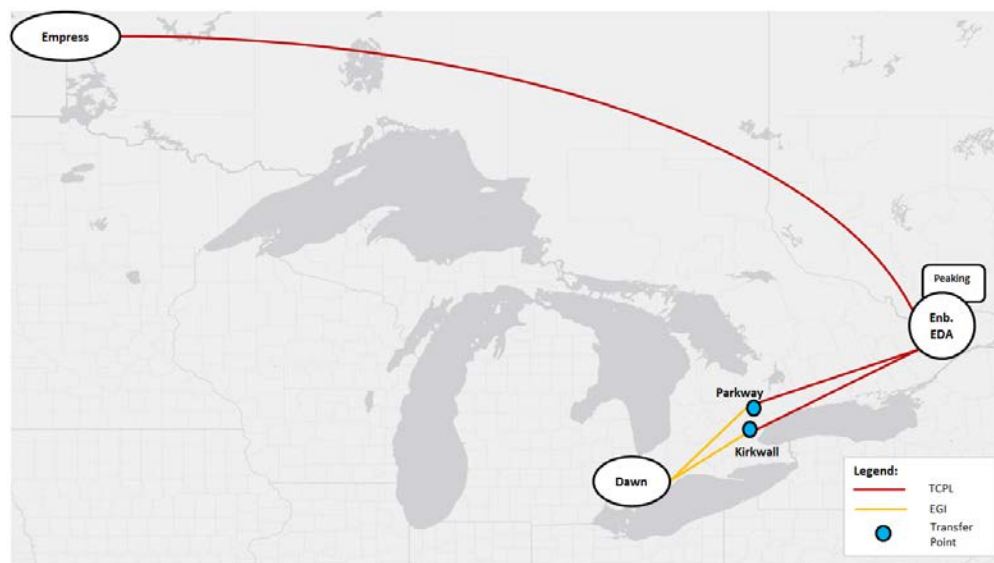 Empress
Peaking
Enb.
EDA
Parkway
Kirkwall
Dawn
Legend:
TCPL
EGI
Transfer
Point